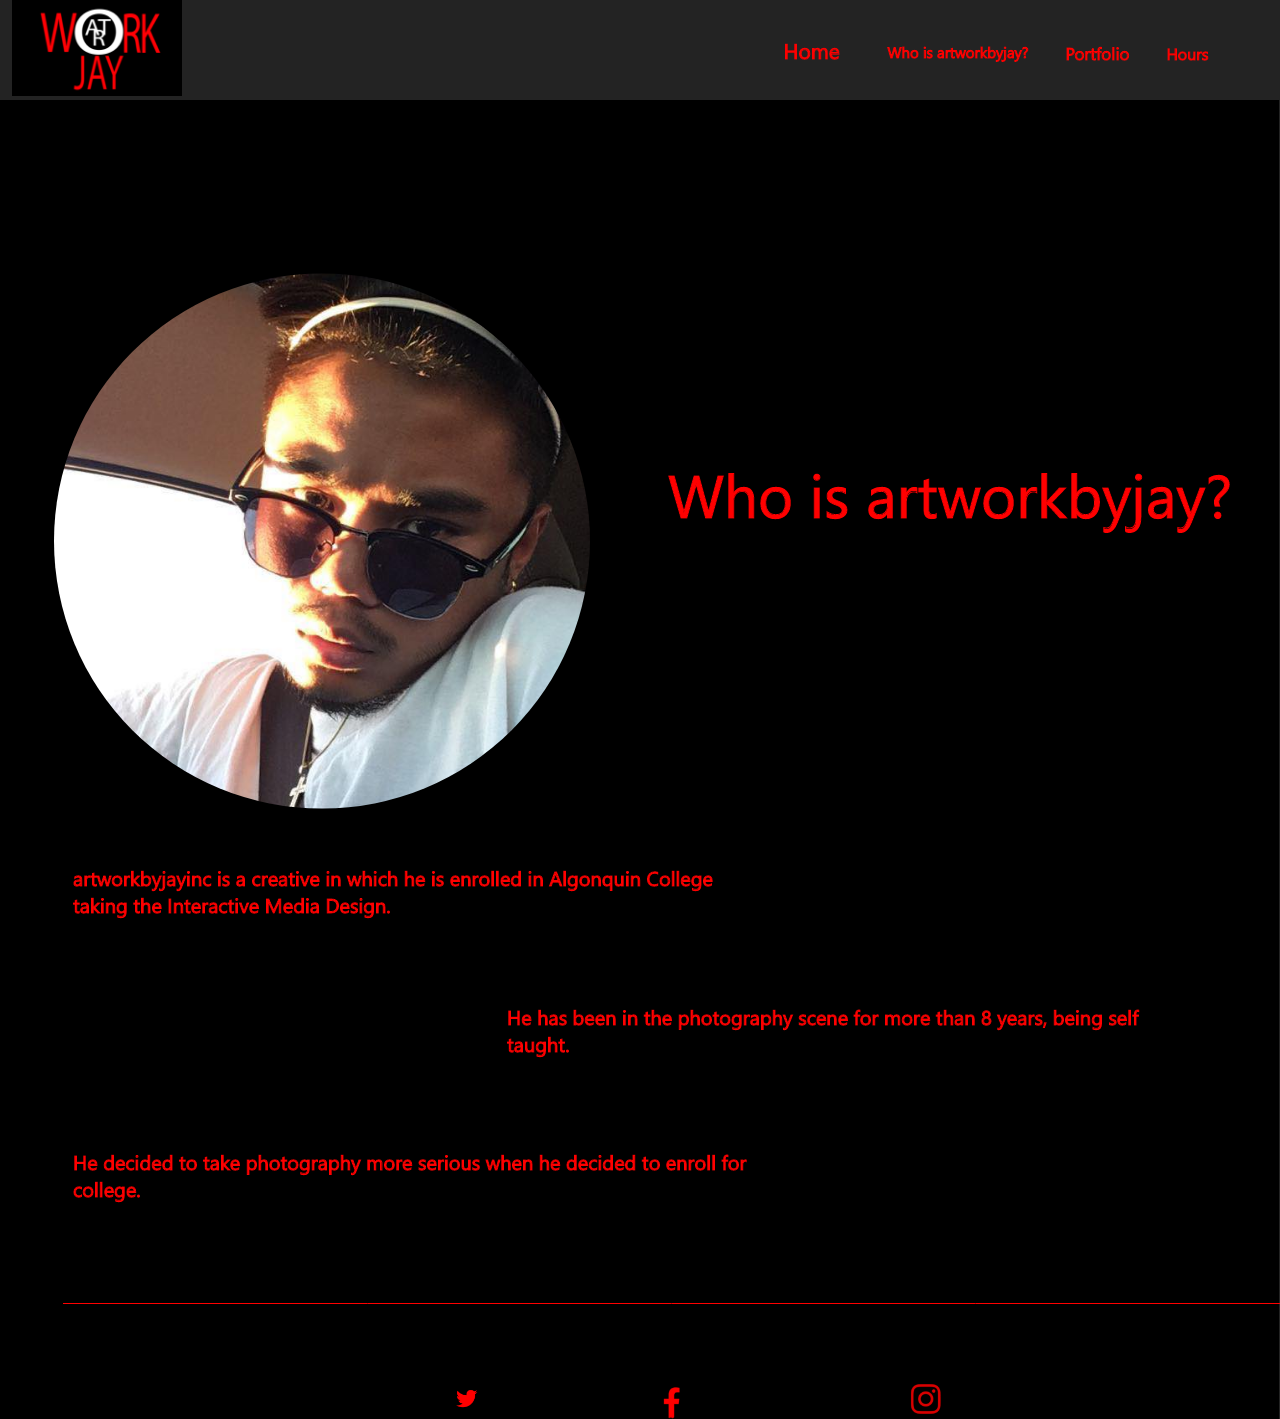 WORK
ART
JAY
Home
Who is artworkbyjay?
Portfolio
Hours
Who is artworkbyjay?
artworkbyjayinc is a creative in which he is enrolled in Algonquin College
taking the Interactive Media Design.
He has been in the photography scene for more than 8 years, being self
taught.
He decided to take photography more serious when he decided to enroll for
college.